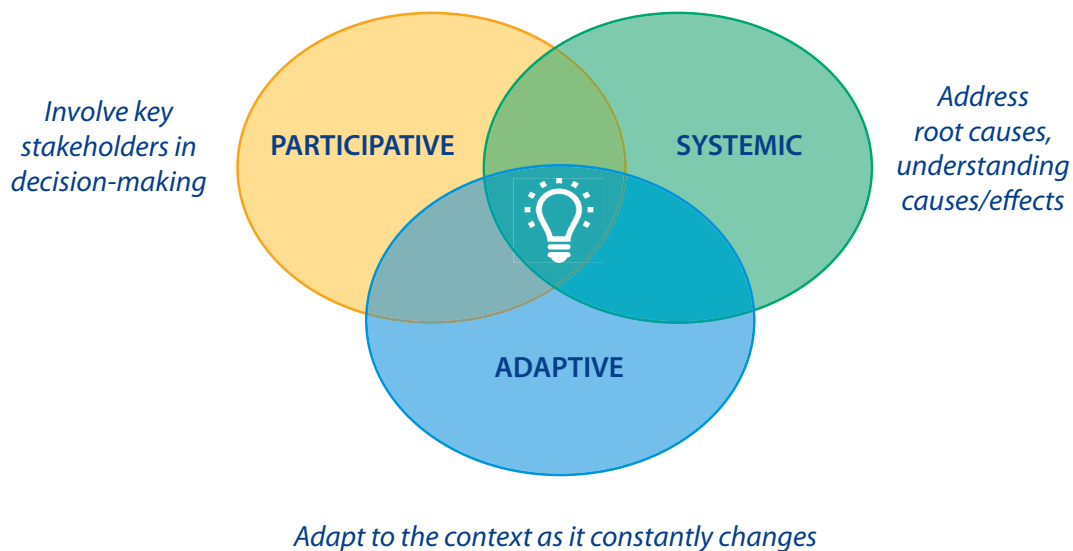 Involve key
stakeholders in
decision-making
PARTICIPATIVE
SYSTEMIC
Address
root causes,
understanding
causes/effects
ADAPTIVE
Adapt to the context as it constantly changes